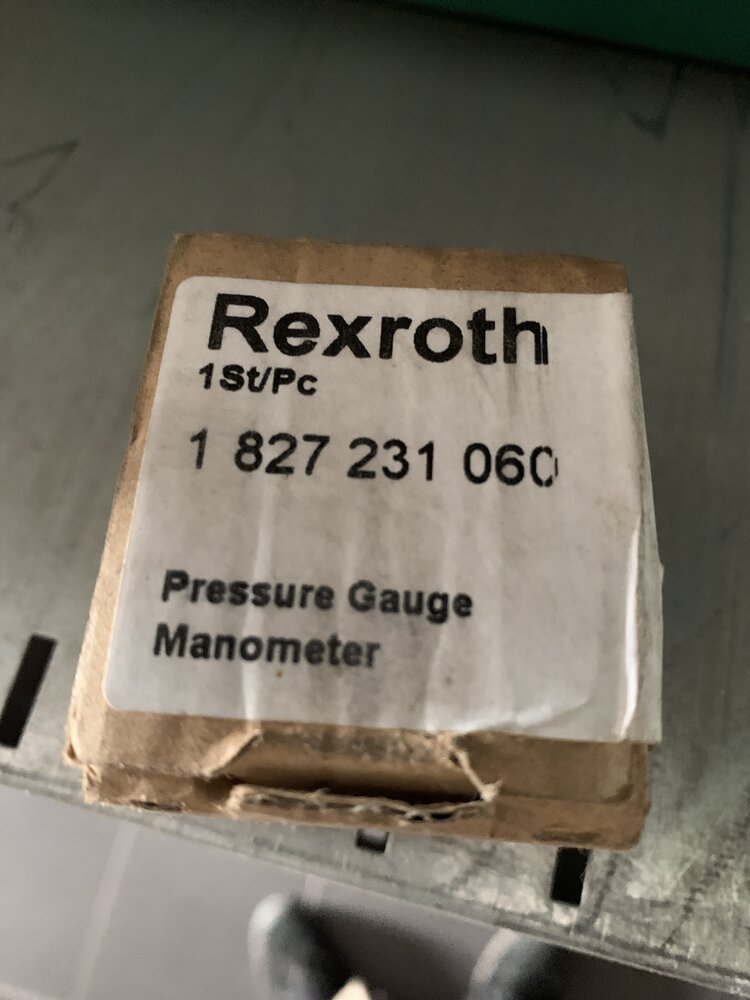 Rexroth
1St/Pc
1 827 231 060
Pressure Gauge
Manometer